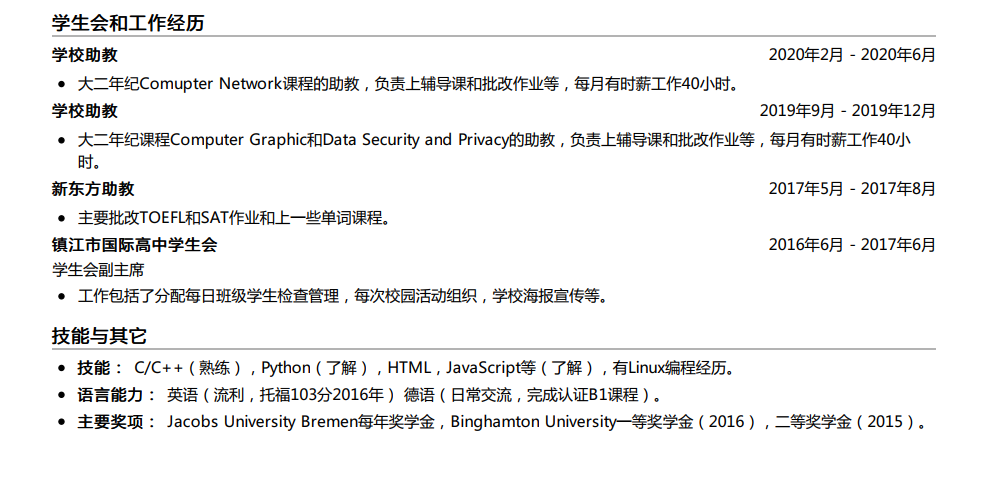 学生会和工作经历
学校助教 2020年2月 - 2020年6月
• 大二年纪Comupter Network课程的助教，负责上辅导课和批改作业等，每月有时薪工作40小时。
学校助教 2019年9月 - 2019年12月
• 大二年纪课程Computer Graphic和Data Security and Privacy的助教，负责上辅导课和批改作业等，每月有时薪工作40小
时。
新东方助教 2017年5月 - 2017年8月
• 主要批改TOEFL和SAT作业和上一些单词课程。
镇江市国际高中学生会 2016年6月 - 2017年6月
学生会副主席
• 工作包括了分配每日班级学生检查管理，每次校园活动组织，学校海报宣传等。
技能与其它
• 技能： C/C++（熟练），Python（了解），HTML，JavaScript等（了解），有Linux编程经历。
• 语言能力： 英语（流利，托福103分2016年） 德语（日常交流，完成认证B1课程）。
• 主要奖项： Jacobs University Bremen每年奖学金，Binghamton University一等奖学金（2016），二等奖学金（2015）。